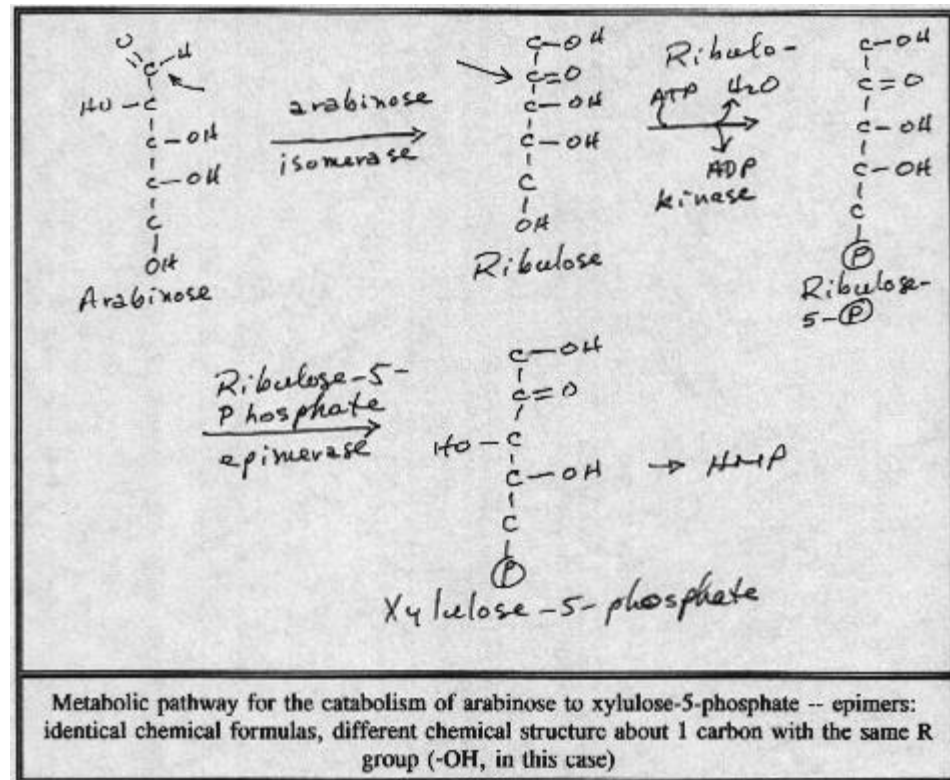 O
C-H
HO-C
C-OH
C-OH
C
OH
Arabinose
arabinose
isomerase
C-OH
C=O
C-OH
C-OH
C
OH
Ribulose
Ribulo-
ATP H2O
ADP
kinase
C-OH
C=O
C-OH
C-OH
C
P
Ribulose-
5-P
Ribulose-5-
Phosphate
epimerase
C-OH
C=O
HO-C
C-OH → HMP
C
P
Xylulose-5-phosphate
Metabolic pathway for the catabolism of arabinose to xylulose-5-phosphate -- epimers:
identical chemical formulas, different chemical structure about 1 carbon with the same R
group (-OH, in this case)